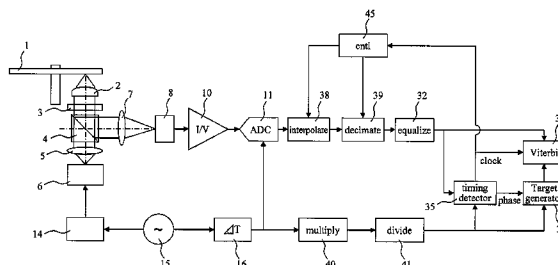 45
1
cntl
2
8
10
11
38
39
32
3
7
4
I/V
ADC
interpolate
decimate
equalize
Viterbi
5
clock
6
timing
detector
phase
Target
generator
35
14
15
⊿T
16
multiply
40
divide
41